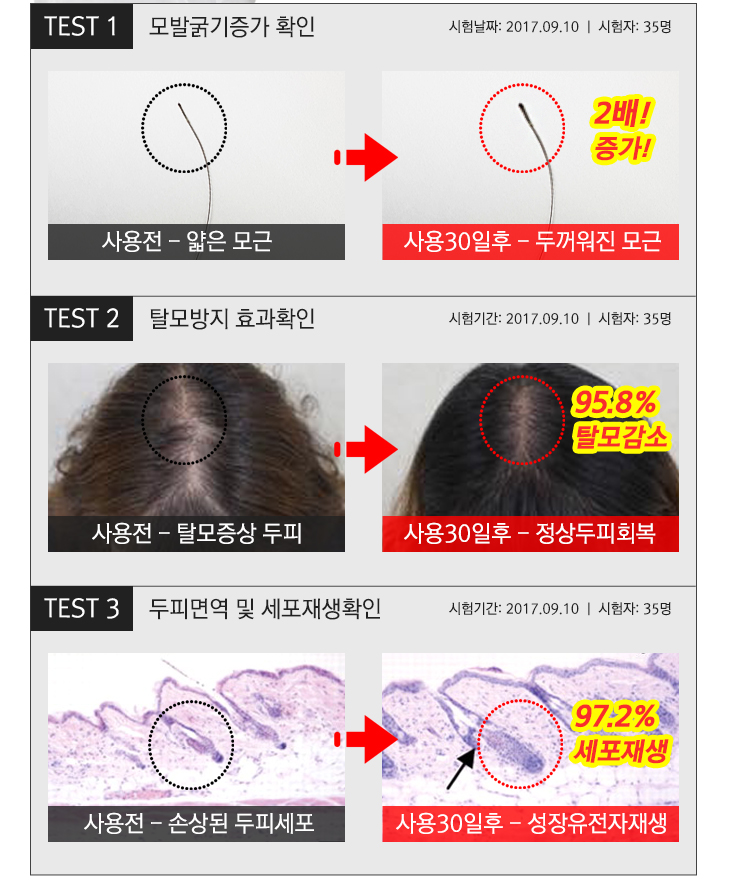 TEST 1 모발굵기증가 확인 시험날짜: 2017.09.10 | 시험자: 35명
2배!
증가!
사용전 - 얇은 모근 사용30일후 - 두꺼워진 모근
TEST 2 탈모방지 효과확인 시험기간: 2017.09.10 | 시험자: 35명
95.8%
탈모감소
사용전 - 탈모증상 두피 사용30일후 - 정상두피회복
TEST 3 두피면역 및 세포재생확인 시험기간: 2017.09.10 | 시험자: 35명
97.2%
세포재생
사용전 - 손상된 두피세포 사용30일후 - 성장유전자재생